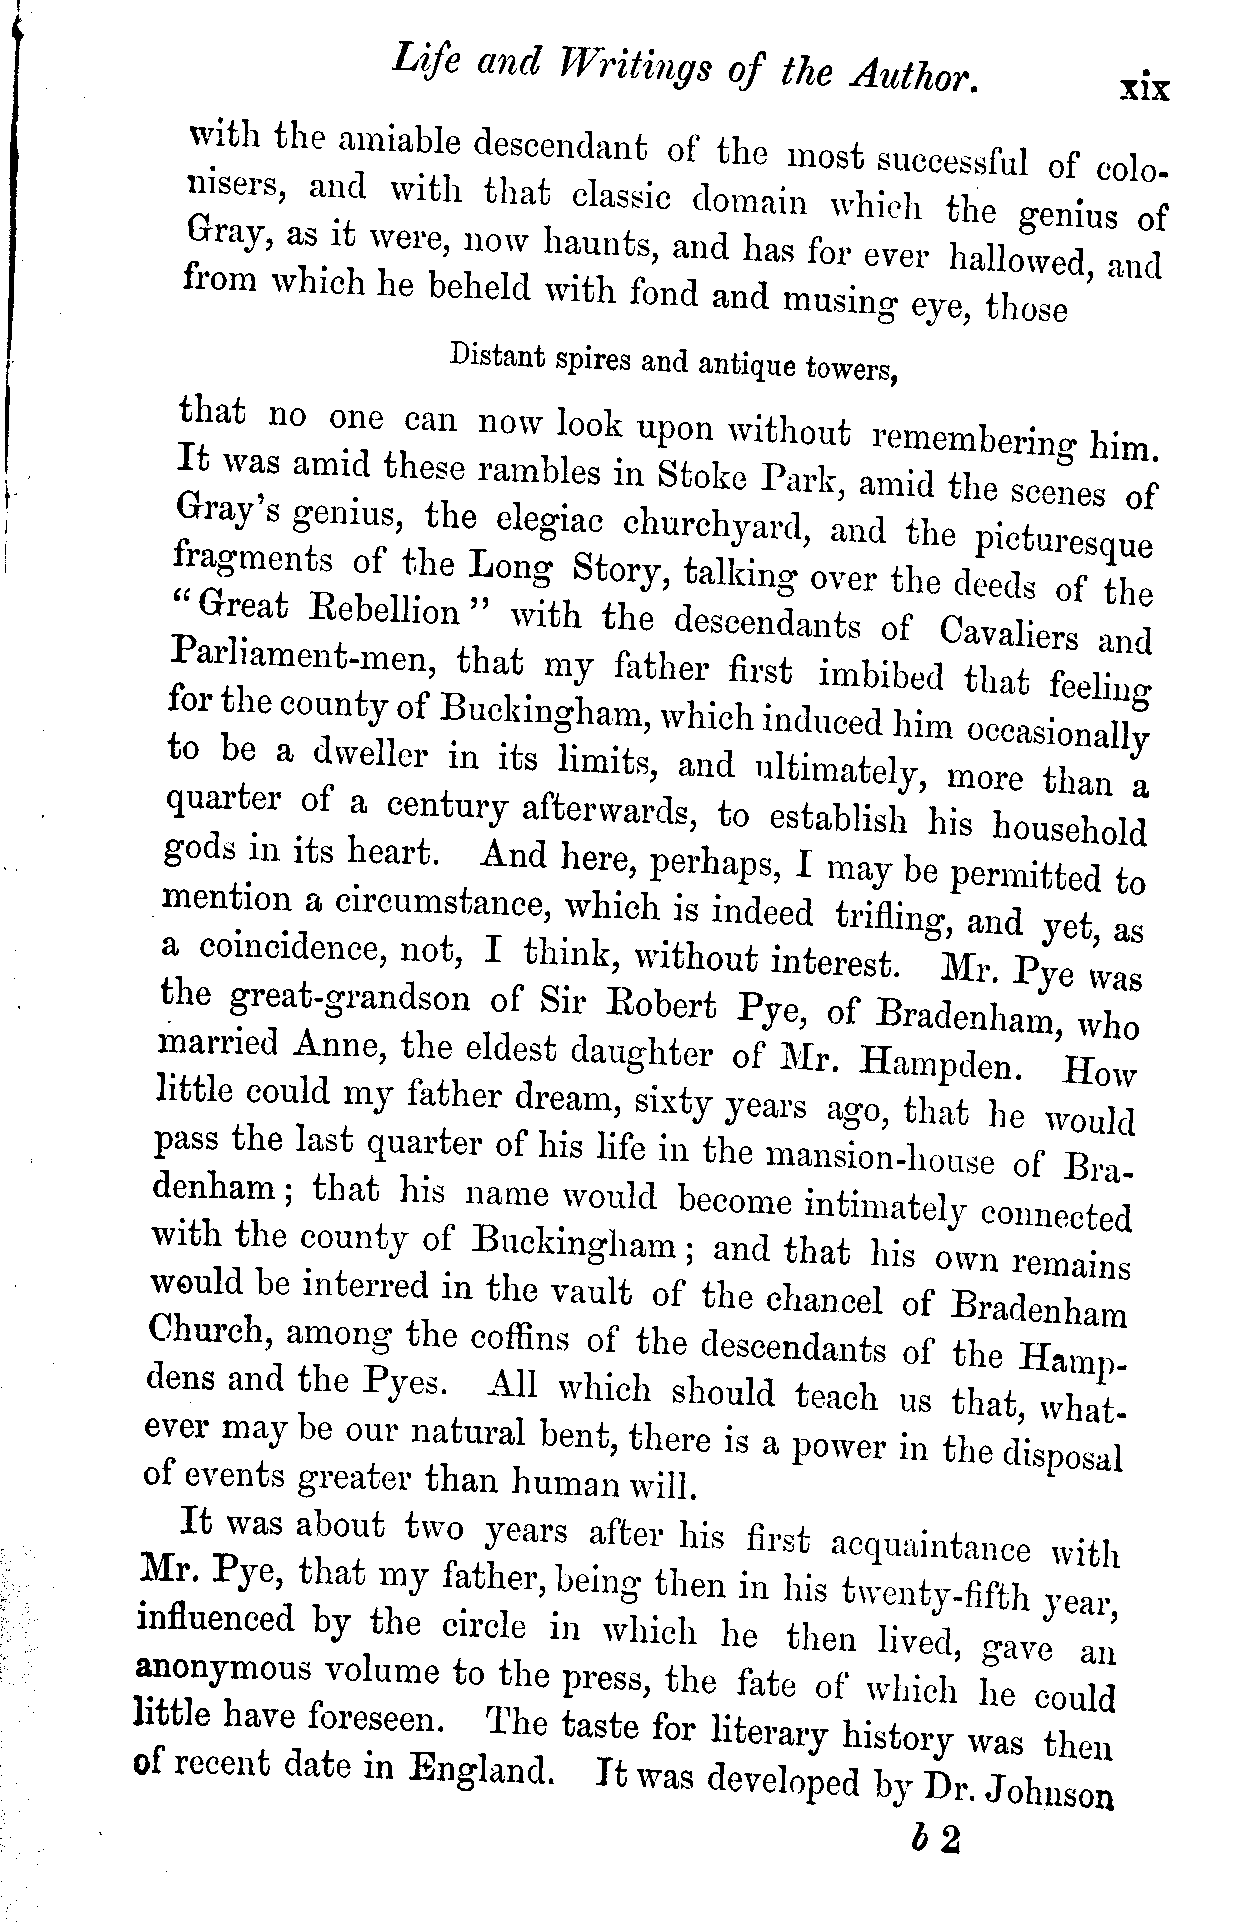 Life and Writings of the Author. xix
with the amiable descendant of the most successful of colo-
nisers, and with that classic domain which the genius of
Gray, as it were, now haunts, and has for ever hallowed, and
from which he beheld with fond and musing eye, those
Distant spires and antique towers,
that no one can now look upon without remembering him.
It was amid these rambles in Stoke Park, amid the scenes of
Gray's genius, the elegiac churchyard, and the picturesque
fragments of the Long Story, talking over the deeds of the
“Great Rebellion” with the descendants of Cavaliers and
Parliament-men, that my father first imbibed that feeling
for the county of Buckingham, which induced him occasionally
to be a dweller in its limits, and ultimately, more than a
quarter of a century afterwards, to establish his household
gods in its heart. And here, perhaps, I may be permitted to
mention a circumstance, which is indeed trifling, and yet, as
a coincidence, not, I think, without interest. Mr. Pye was
the great-grandson of Sir Robert Pye, of Bradenham, who
married Anne, the eldest daughter of Mr. Hampden. How
little could my father dream, sixty years ago, that he would
pass the last quarter of his life in the mansion-house of Bra-
denham; that his name would become intimately connected
with the county of Buckingham; and that his own remains
would be interred in the vault of the chancel of Bradenham
Church, among the coffins of the descendants of the Hamp-
dens and the Pyes. All which should teach us that, what-
ever may be our natural bent, there is a power in the disposal
of events greater than human will.
It was about two years after his first acquaintance with
Mr. Pye, that my father, being then in his twenty-fifth year,
influenced by the circle in which he then lived, gave an
anonymous volume to the press, the fate of which he could
little have foreseen. The taste for literary history was then
of recent date in England. It was developed by Dr. Johnson
b 2